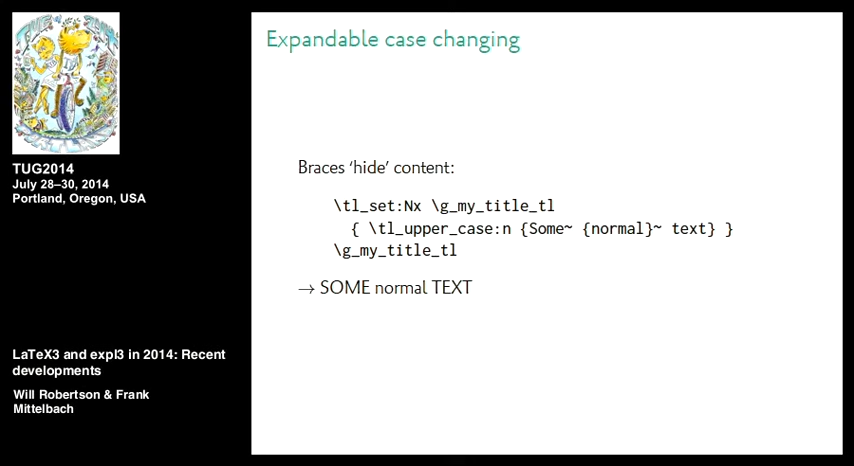 TUG2014
July 28–30, 2014
Portland, Oregon, USA
LaTeX3 and expl3 in 2014: Recent
developments
Will Robertson & Frank
Mittelbach
Expandable case changing
Braces ‘hide’ content:
\tl_set:Nx \g_my_title_tl
{ \tl_upper_case:n {Some~ {normal}~ text} }
\g_my_title_tl
→ SOME normal TEXT